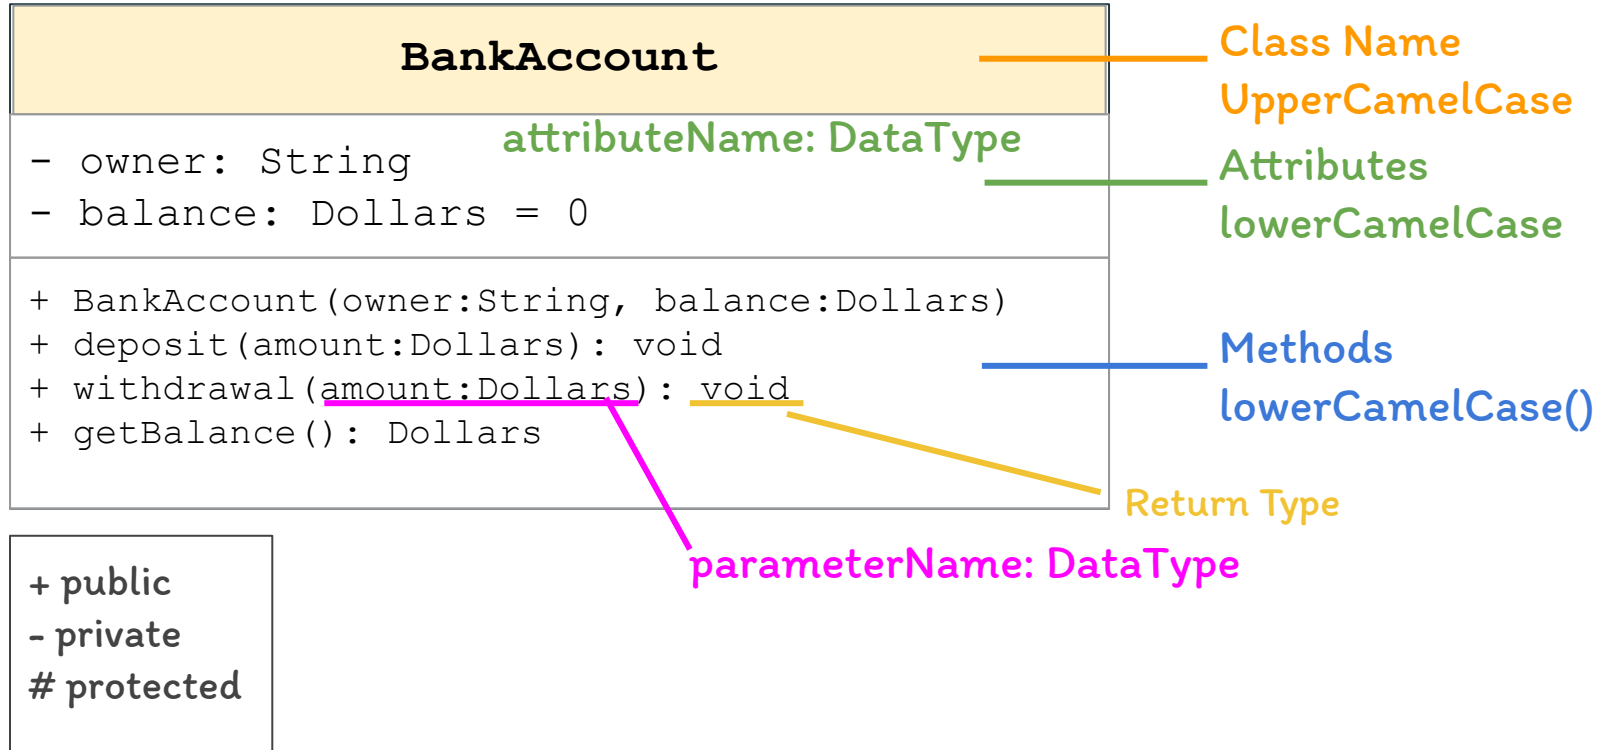 BankAccount
Class Name
UpperCamelCase
attributeName: DataType
- owner: String
- balance: Dollars = 0
Attributes
lowerCamelCase
+ BankAccount(owner:String, balance:Dollars)
+ deposit(amount:Dollars): void
+ withdrawal(amount:Dollars): void
+ getBalance(): Dollars
Methods
lowerCamelCase()
Return Type
parameterName: DataType
+ public
- private
# protected